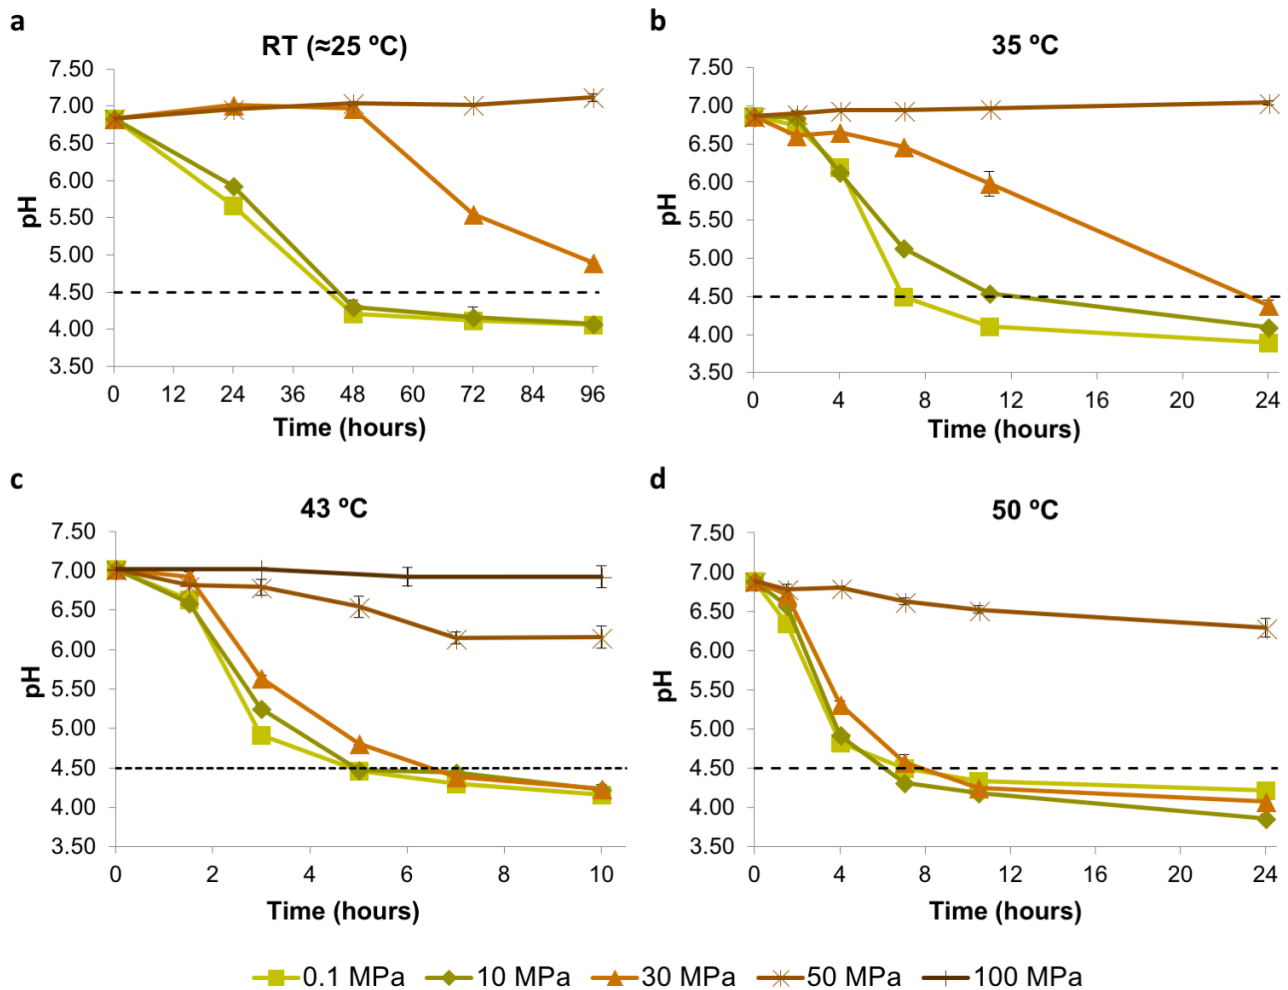 a
RT (≈25 ºC)
7.50
7.00
6.50
6.00
5.50
5.00
4.50
4.00
3.50
pH
0 12 24 36 48 60 72 84 96
Time (hours)
b
35 ºC
7.50
7.00
6.50
6.00
5.50
5.00
4.50
4.00
3.50
pH
0 4 8 12 16 20 24
Time (hours)
c
43 ºC
7.50
7.00
6.50
6.00
5.50
5.00
4.50
4.00
3.50
pH
0 2 4 6 8 10
Time (hours)
d
50 ºC
7.50
7.00
6.50
6.00
5.50
5.00
4.50
4.00
3.50
pH
0 4 8 12 16 20 24
Time (hours)
0.1 MPa 10 MPa 30 MPa 50 MPa 100 MPa